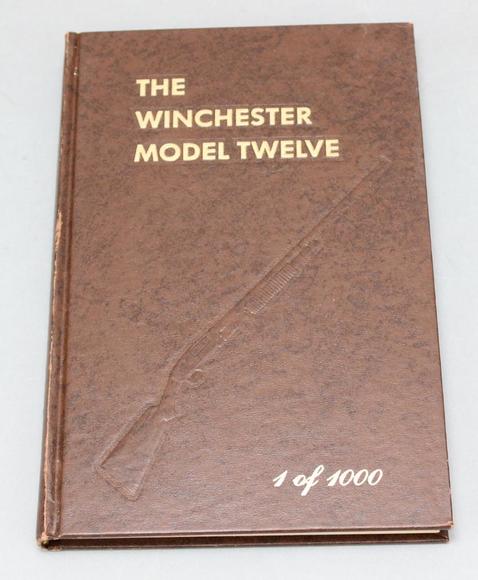 THE
WINCHESTER
MODEL TWELVE
1 of 1000